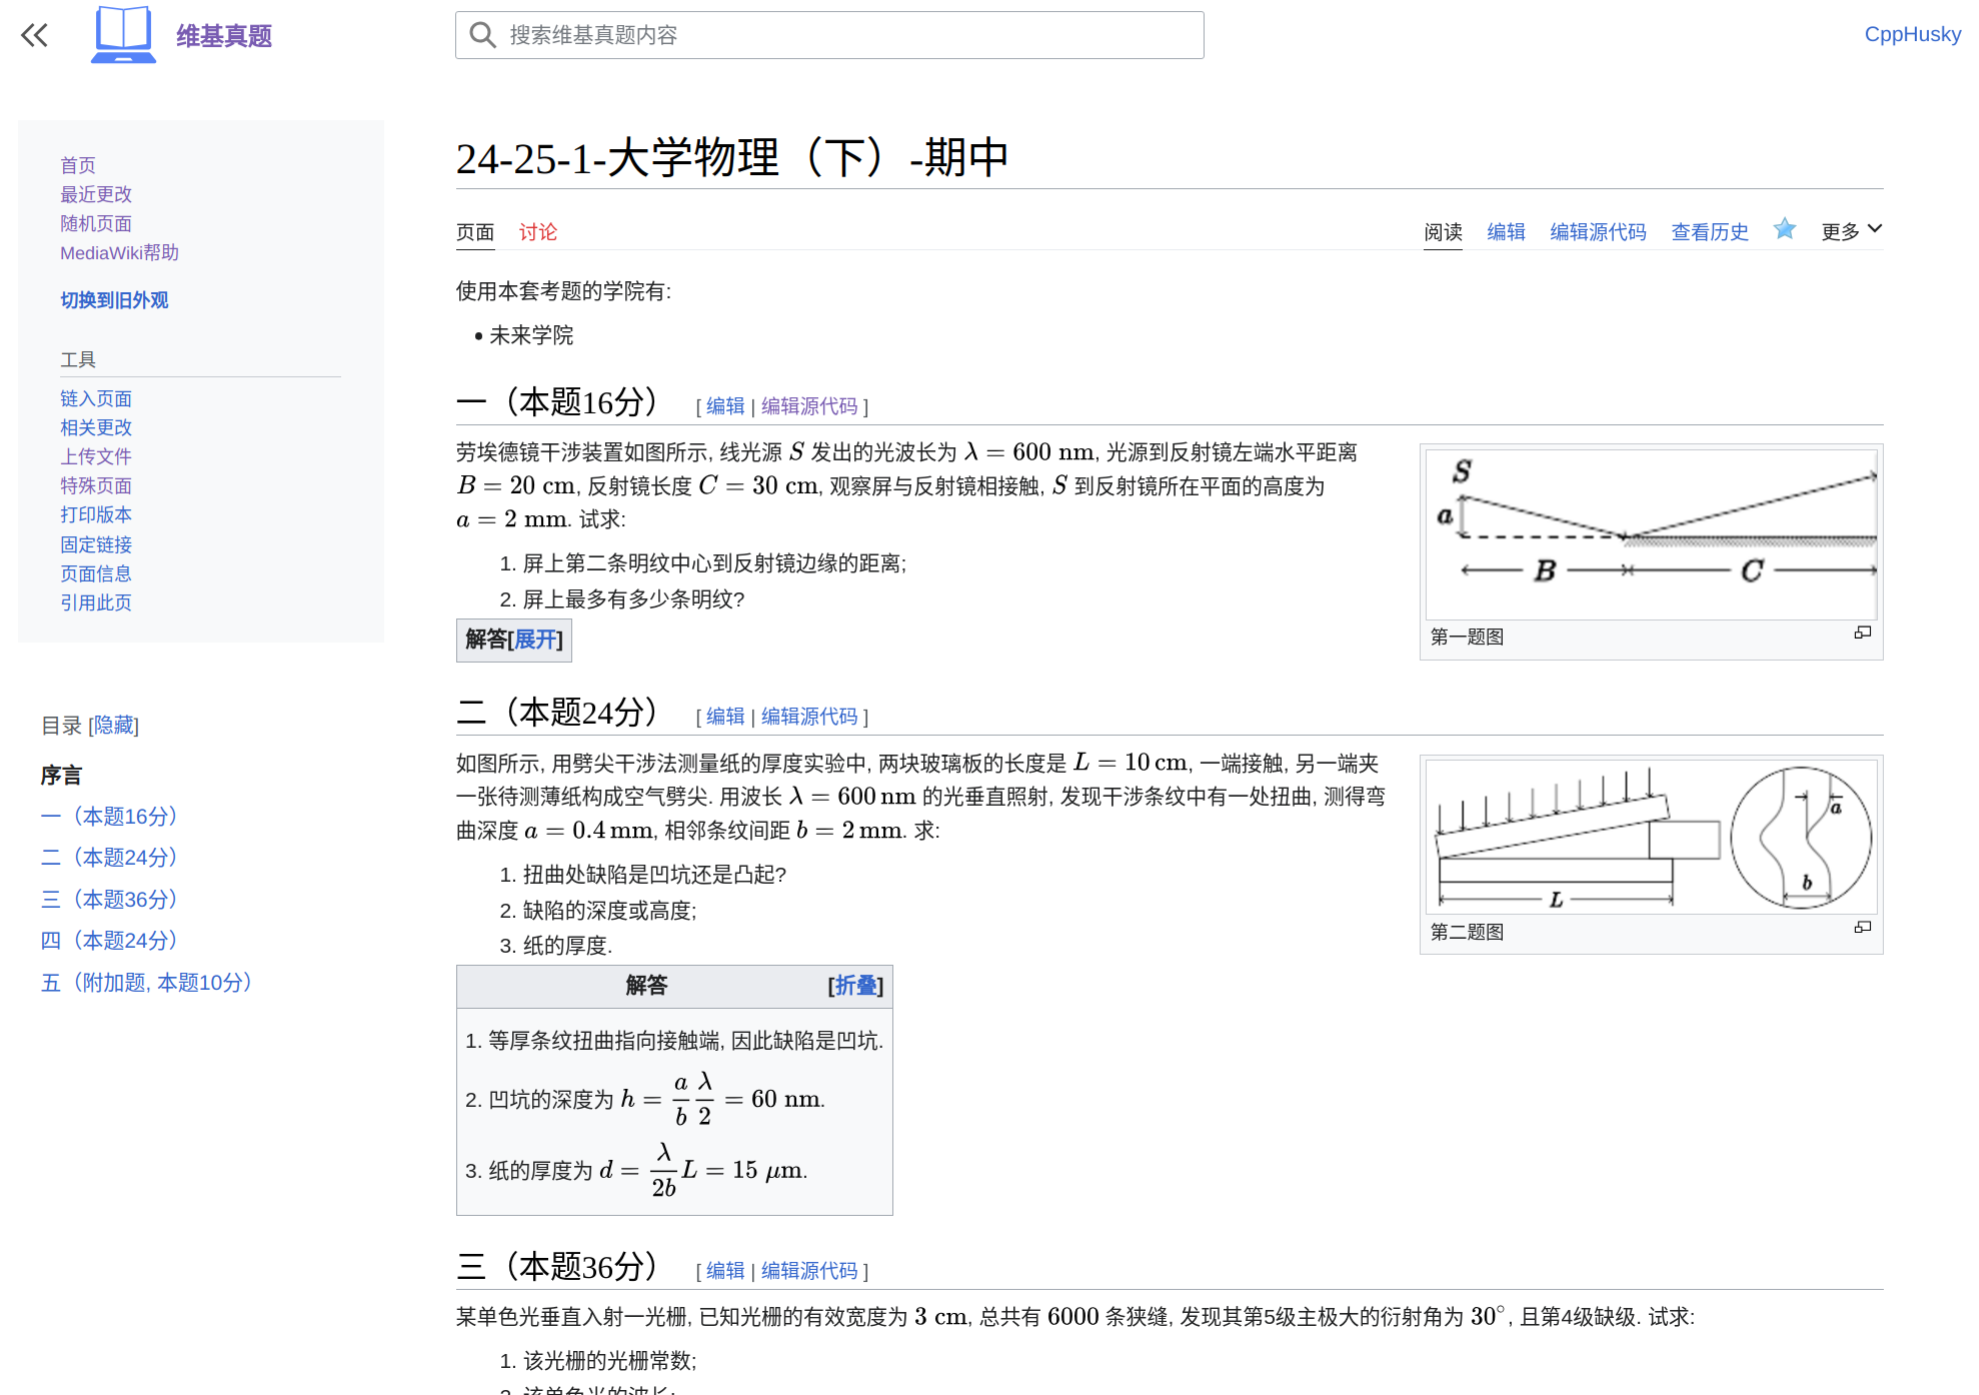 维基真题
搜索维基真题内容
CppHusky
首页
最近更改
随机页面
MediaWiki帮助
切换到旧外观
工具
链入页面
相关更改
上传文件
特殊页面
打印版本
固定链接
页面信息
引用此页
目录 [隐藏]
序言
一（本题16分）
二（本题24分）
三（本题36分）
四（本题24分）
五（附加题, 本题10分）
24-25-1-大学物理（下）-期中
页面 讨论 阅读 编辑 编辑源代码 查看历史 更多
使用本套考题的学院有:
• 未来学院
一（本题16分） [ 编辑 | 编辑源代码 ]
劳埃德镜干涉装置如图所示, 线光源 S 发出的光波长为 λ = 600 nm, 光源到反射镜左端水平距离
B = 20 cm, 反射镜长度 C = 30 cm, 观察屏与反射镜相接触, S 到反射镜所在平面的高度为
a = 2 mm. 试求:
1. 屏上第二条明纹中心到反射镜边缘的距离;
2. 屏上最多有多少条明纹?
解答[展开]
S
a
B C
第一题图
二（本题24分） [ 编辑 | 编辑源代码 ]
如图所示, 用劈尖干涉法测量纸的厚度实验中, 两块玻璃板的长度是 L = 10 cm, 一端接触, 另一端夹
一张待测薄纸构成空气劈尖. 用波长 λ = 600 nm 的光垂直照射, 发现干涉条纹中有一处扭曲, 测得弯
曲深度 a = 0.4 mm, 相邻条纹间距 b = 2 mm. 求:
1. 扭曲处缺陷是凹坑还是凸起?
2. 缺陷的深度或高度;
3. 纸的厚度.
a
b
L
第二题图
解答 [折叠]
1. 等厚条纹扭曲指向接触端, 因此缺陷是凹坑.
2. 凹坑的深度为 h = a/b λ/2 = 60 nm.
3. 纸的厚度为 d = λ/2b L = 15 μm.
三（本题36分） [ 编辑 | 编辑源代码 ]
某单色光垂直入射一光栅, 已知光栅的有效宽度为 3 cm, 总共有 6000 条狭缝, 发现其第5级主极大的衍射角为 30°, 且第4级缺级. 试求:
1. 该光栅的光栅常数;
2. 该单色光的波长;